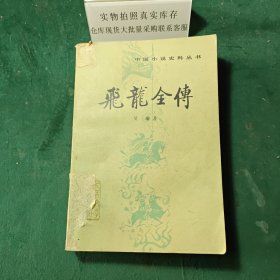 实物拍照真实库存
仓库现货大批量采购联系客服
中国小说史料丛书
飛龍全傳